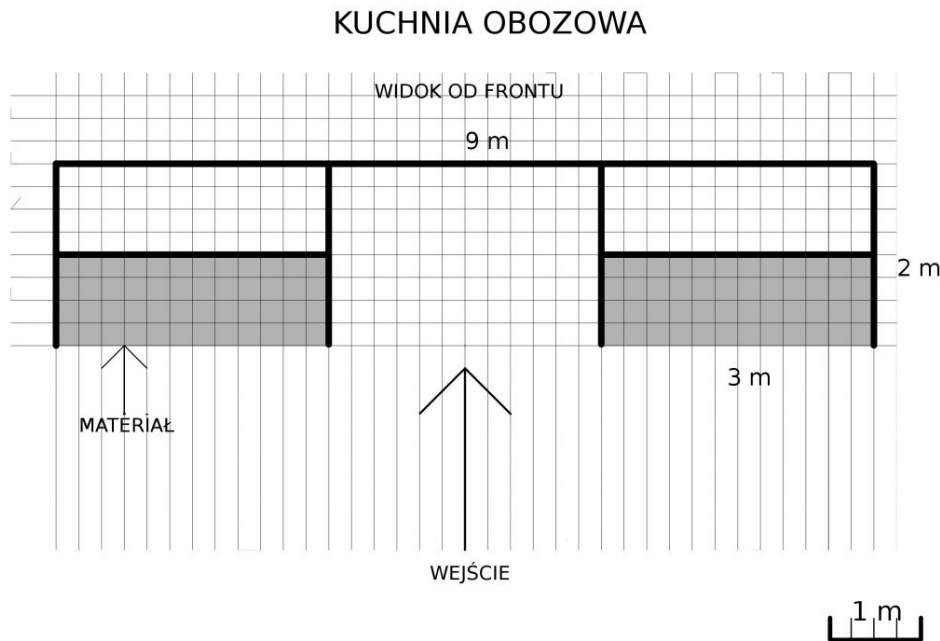 KUCHNIA OBOZOWA
WIDOK OD FRONTU
9 m
2 m
3 m
MATERIAŁ
WEJŚCIE
1 m